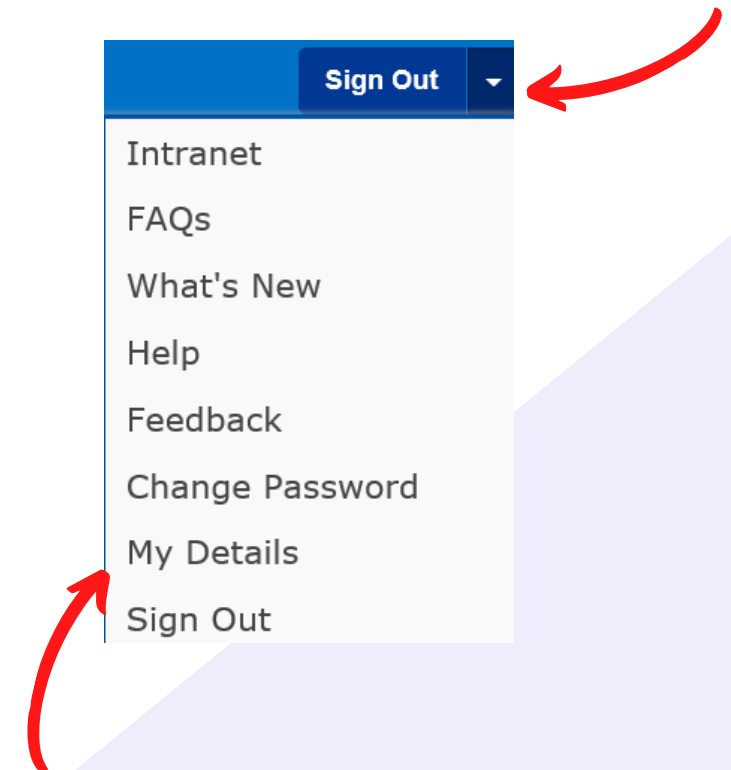 Sign Out
Intranet
FAQs
What's New
Help
Feedback
Change Password
My Details
Sign Out